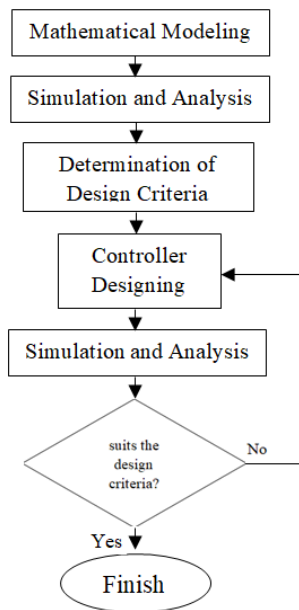 Mathematical Modeling
Simulation and Analysis
Determination of
Design Criteria
Controller
Designing
Simulation and Analysis
suits the
design
criteria?
No
Yes
Finish